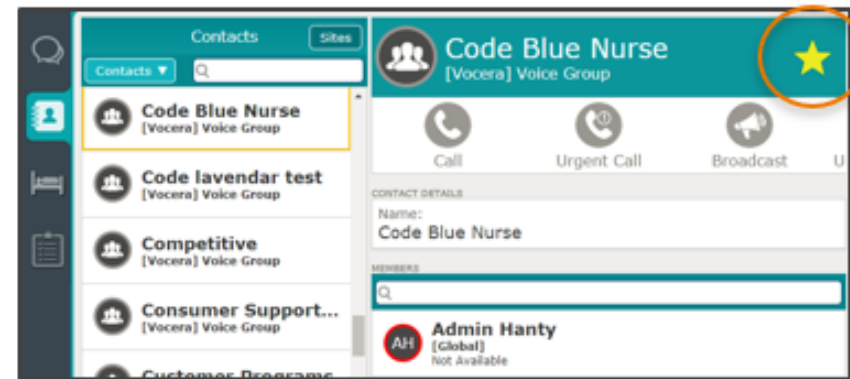 Contacts
Sites
Contacts ▼
Code Blue Nurse
[Vocera] Voice Group
Code lavendar test
[Vocera] Voice Group
Competitive
[Vocera] Voice Group
Consumer Support...
[Vocera] Voice Group
Customer Programs
Code Blue Nurse
[Vocera] Voice Group
Call
Urgent Call
Broadcast
U
CONTACT DETAILS
Name:
Code Blue Nurse
MEMBERS
AH
Admin Hanty
[Global]
Not Available